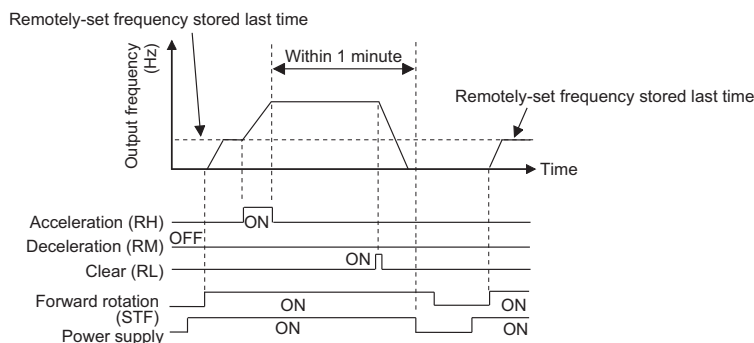 Remotely-set frequency stored last time
Output frequency
(Hz)
Within 1 minute
Remotely-set frequency stored last time
Time
Acceleration (RH)
ON
Deceleration (RM)
OFF
Clear (RL)
ON
Forward rotation
(STF)
ON
ON
Power supply
ON
ON